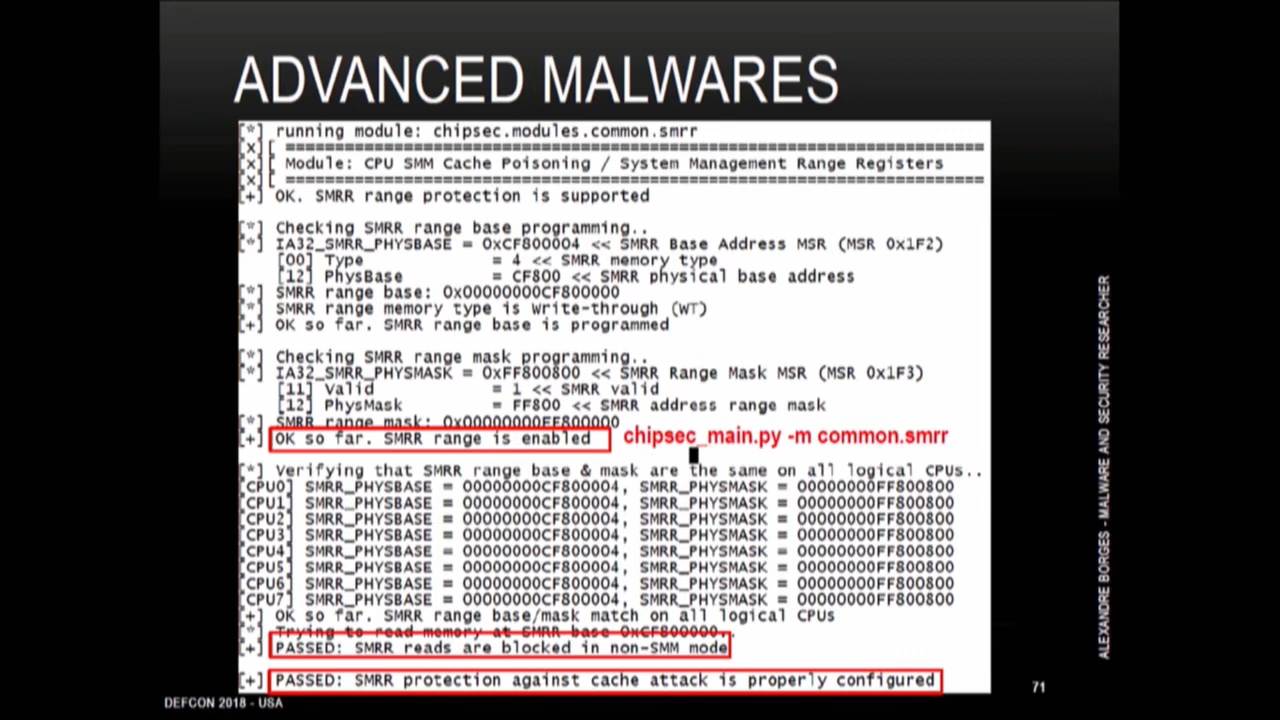 ADVANCED MALWARES
[*] running module: chipsec.modules.common.smrr
[x][ =======================================================================
[x][ Module: CPU SMM Cache Poisoning / System Management Range Registers
[x][ =======================================================================
[+] OK. SMRR range protection is supported
[*] Checking SMRR range base programming..
[*] IA32_SMRR_PHYSBASE = 0xCF800004 << SMRR Base Address MSR (MSR 0x1F2)
[00] Type = 4 << SMRR memory type
[12] PhysBase = CF800 << SMRR physical base address
[*] SMRR range base: 0x00000000CF800000
[*] SMRR range memory type is Write-through (WT)
[+] OK so far. SMRR range base is programmed
[*] Checking SMRR range mask programming..
[*] IA32_SMRR_PHYSMASK = 0xFF800800 << SMRR Range Mask MSR (MSR 0x1F3)
[11] Valid = 1 << SMRR valid
[12] PhysMask = FF800 << SMRR address range mask
[*] SMRR range mask: 0x00000000FF800000
[+] OK so far. SMRR range is enabled
chipsec_main.py -m common.smrr
[*] Verifying that SMRR range base & mask are the same on all logical CPUs..
[CPU0] SMRR_PHYSBASE = 00000000CF800004, SMRR_PHYSMASK = 00000000FF800800
[CPU1] SMRR_PHYSBASE = 00000000CF800004, SMRR_PHYSMASK = 00000000FF800800
[CPU2] SMRR_PHYSBASE = 00000000CF800004, SMRR_PHYSMASK = 00000000FF800800
[CPU3] SMRR_PHYSBASE = 00000000CF800004, SMRR_PHYSMASK = 00000000FF800800
[CPU4] SMRR_PHYSBASE = 00000000CF800004, SMRR_PHYSMASK = 00000000FF800800
[CPU5] SMRR_PHYSBASE = 00000000CF800004, SMRR_PHYSMASK = 00000000FF800800
[CPU6] SMRR_PHYSBASE = 00000000CF800004, SMRR_PHYSMASK = 00000000FF800800
[CPU7] SMRR_PHYSBASE = 00000000CF800004, SMRR_PHYSMASK = 00000000FF800800
[+] OK so far. SMRR range base/mask match on all logical CPUs
[*] Trying to read memory at SMRR base 0xCF800000..
[+] PASSED: SMRR reads are blocked in non-SMM mode
[+] PASSED: SMRR protection against cache attack is properly configured
ALEXANDRE BORGES - MALWARE AND SECURITY RESEARCHER
71
DEFCON 2018 - USA